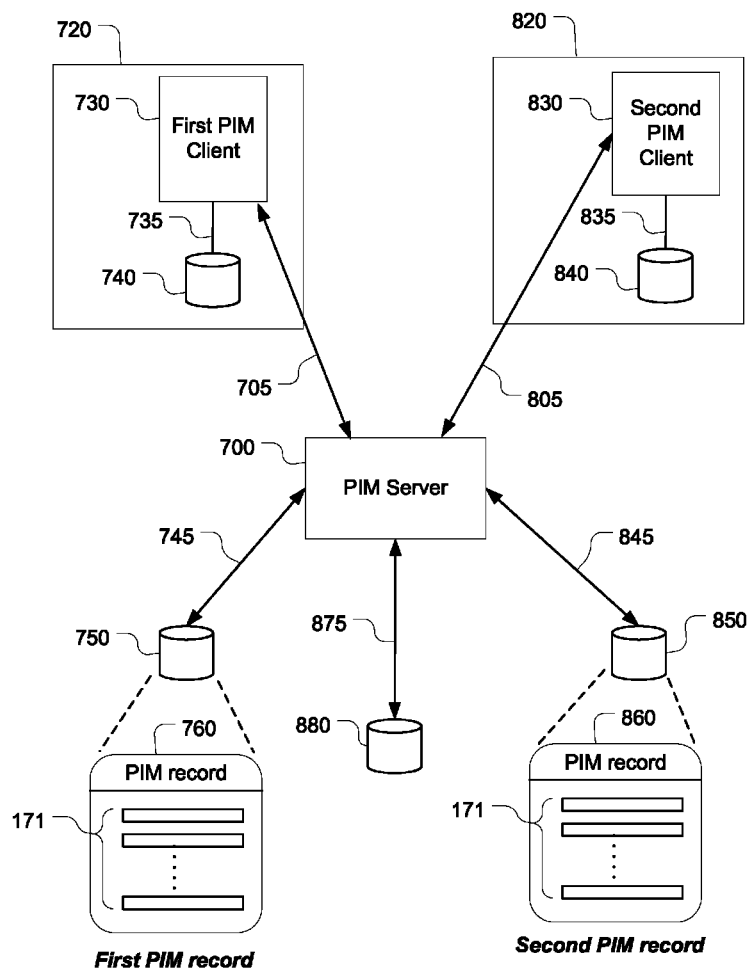 720
820
730
First PIM
Client
830
Second
PIM
Client
735
835
740
840
705
805
700
PIM Server
745
845
750
875
850
760
880
860
PIM record
PIM record
171
171
First PIM record
Second PIM record